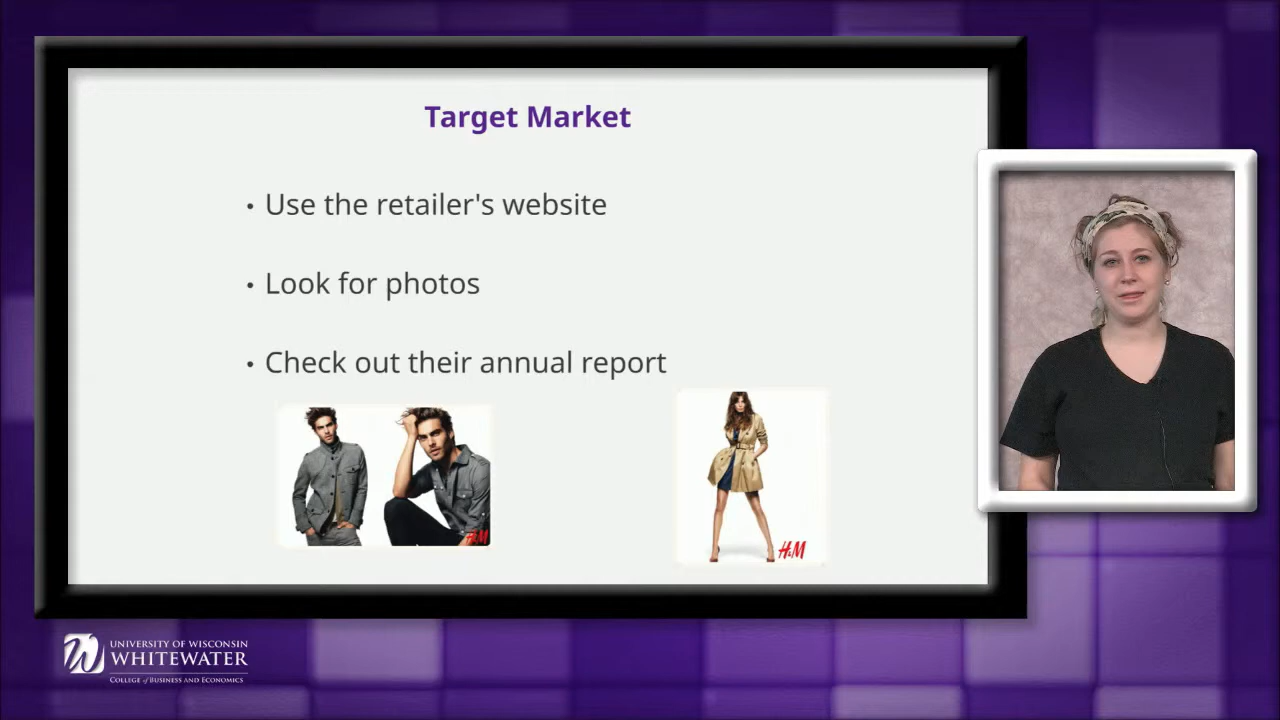 Target Market
• Use the retailer's website
• Look for photos
• Check out their annual report
H&M
H&M
UNIVERSITY OF WISCONSIN
WHITEWATER
COLLEGE of BUSINESS AND ECONOMICS